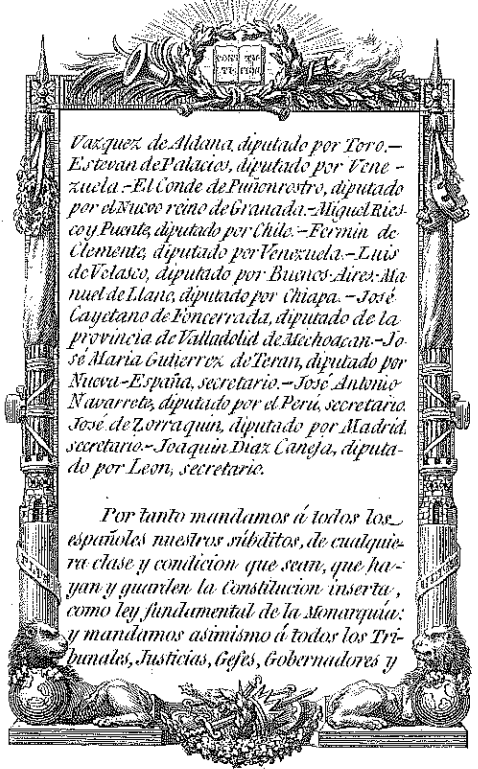 CONS TI TU CION
Vazquez de Aldana, diputado por Toro.—
Estevan de Palacios, diputado por Vene-
zuela.—El Conde de Puñonrostro, diputado
por el Nuevo reino de Granada.—Miguel Ries-
co y Puente, diputado por Chile.—Fermin de
Clemente, diputado por Venezuela.—Luis
de Velasco, diputado por Buenos-Aires.—Ma
nuel de Llano, diputado por Chiapa.—José
Cayetano de Foncerrada, diputado de la
provincia de Valladolid de Mechoacan.—Jo-
sé Maria Gutierrez de Teran, diputado por
Nueva-España, secretario.—José Antonio
Navarrete, diputado por el Perú, secretario.
José de Zorraquin, diputado por Madrid,
secretario.—Joaquin Diaz Caneja, diputa-
do por Leon, secretario.
Por tanto mandamos á todos los
españoles nuestros súbditos, de cualquie-
ra clase y condicion que sean, que ha-
yan y guarden la Constitucion inserta,
como ley fundamental de la Monarquía:
y mandamos asimismo á todos los Tri-
bunales, Justicias, Gefes, Gobernadores y